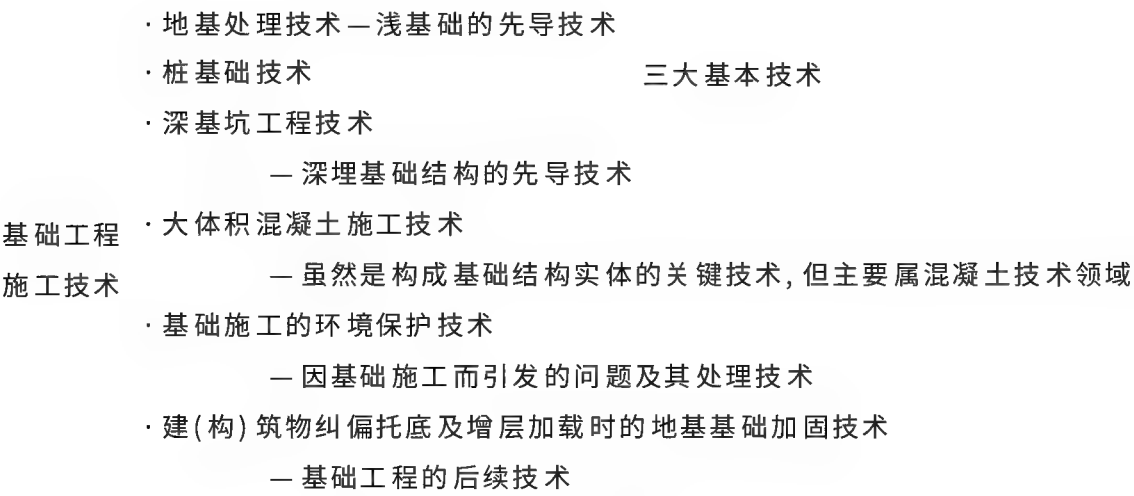 · 地基处理技术—浅基础的先导技术
· 桩基础技术
三大基本技术
· 深基坑工程技术
—深埋基础结构的先导技术
基础工程
施工技术
· 大体积混凝土施工技术
—虽然是构成基础结构实体的关键技术,但主要属混凝土技术领域
· 基础施工的环境保护技术
—因基础施工而引发的问题及其处理技术
· 建(构)筑物纠偏托底及增层加载时的地基基础加固技术
—基础工程的后续技术